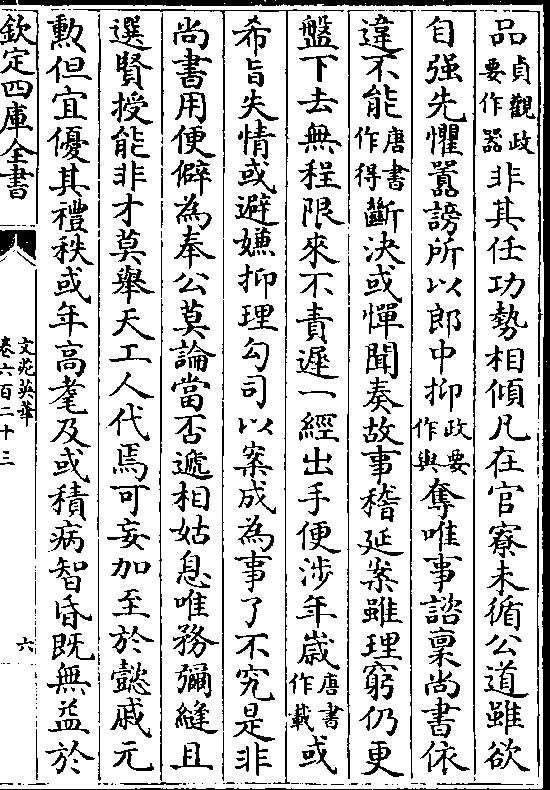 品貞觀政要作器非其任功勢相傾凡在官寮未循公道雖欲
自强先懼嚻謗所以郎中抑政要作與奪唯事諮稟尚書依
違不能唐書作得斷決或憚聞奏故事稽延案雖理窮仍更
盤下去無程限來不責遲一經出手便涉年歲唐書作載或
希旨失情或避嫌抑理勾司以案成為事了不究是非
尚書用便僻為奉公莫論當否遞相姑息唯務彌縫且
選賢授能非才莫舉天工人代焉可妄加至於懿戚元
勳但宜優其禮秩或年高耄及或積病智昏既無益於
欽定四庫全書
文苑英華
卷六百二十三
六